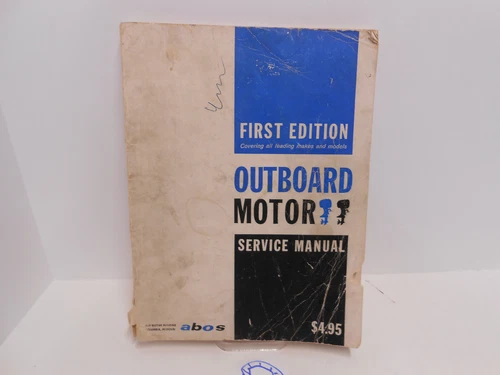 FIRST EDITION
Covering all leading makes and models
OUTBOARD
MOTOR
SERVICE MANUAL
abos
$4.95